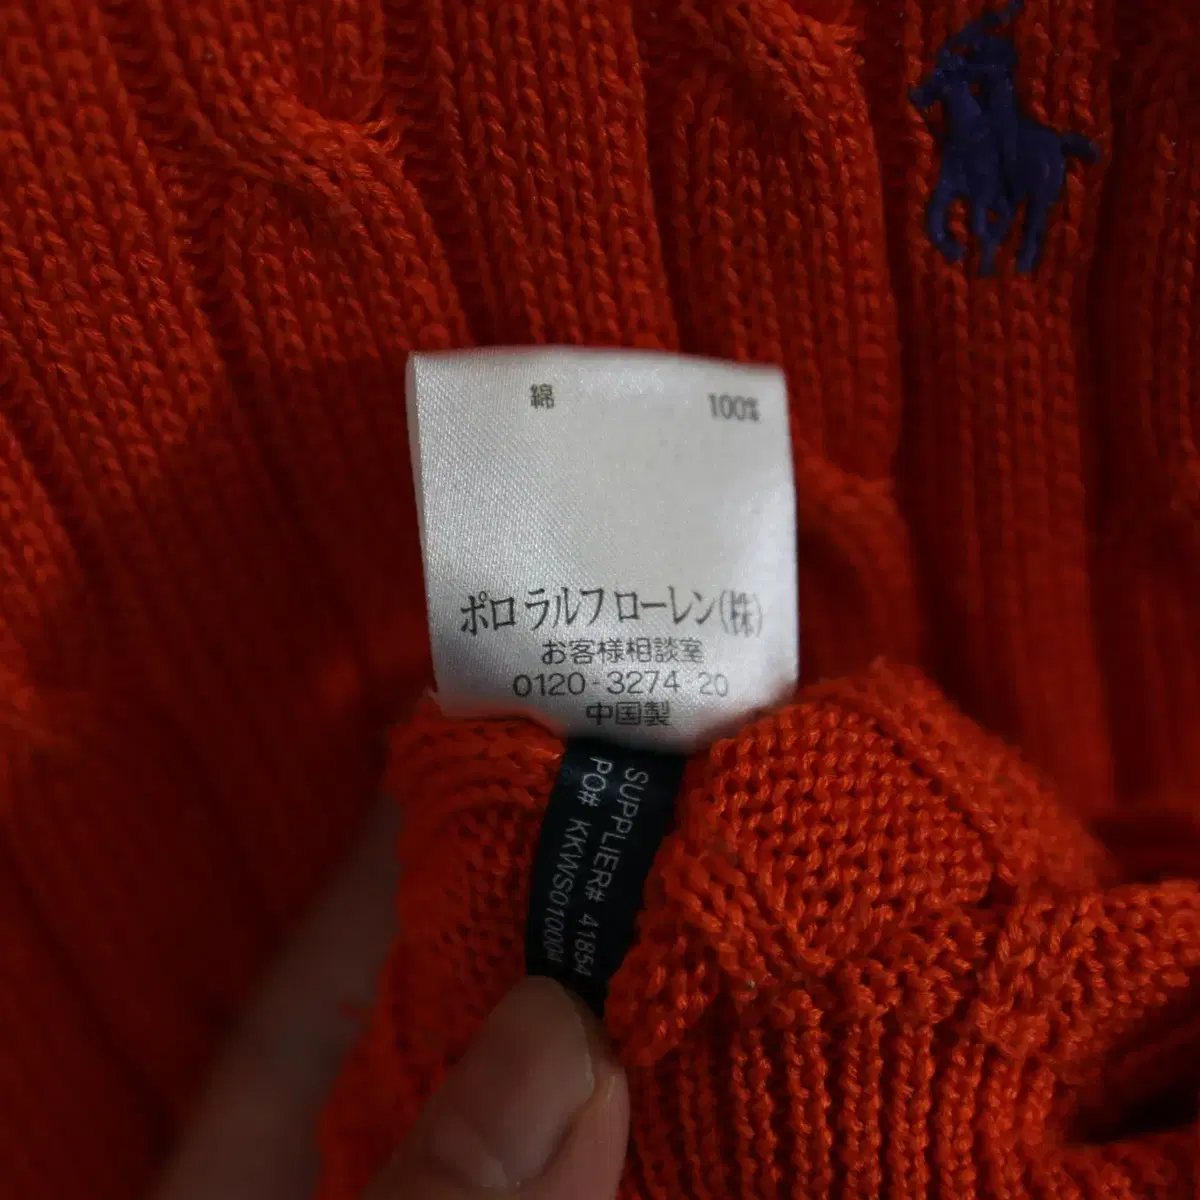 綿 100%
ポロ ラルフ ローレン(株)
お客様相談室
0120-3274-20
中国製
SUPPLIER# 41854
PO# KKWS010004